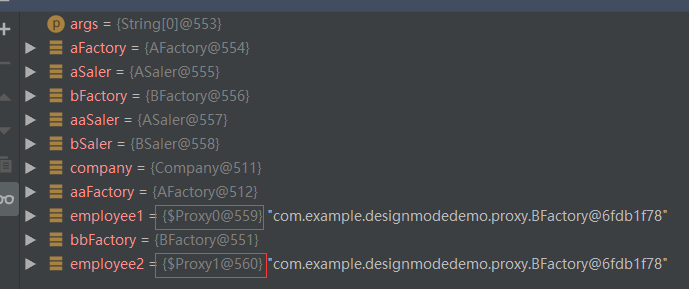 p args = {String[0]@553}
aFactory = {AFactory@554}
aSaler = {ASaler@555}
bFactory = {BFactory@556}
aaSaler = {ASaler@557}
bSaler = {BSaler@558}
company = {Company@511}
aaFactory = {AFactory@512}
employee1 = {$Proxy0@559} "com.example.designmodedemo.proxy.BFactory@6fdb1f78"
bbFactory = {BFactory@551}
employee2 = {$Proxy1@560} "com.example.designmodedemo.proxy.BFactory@6fdb1f78"